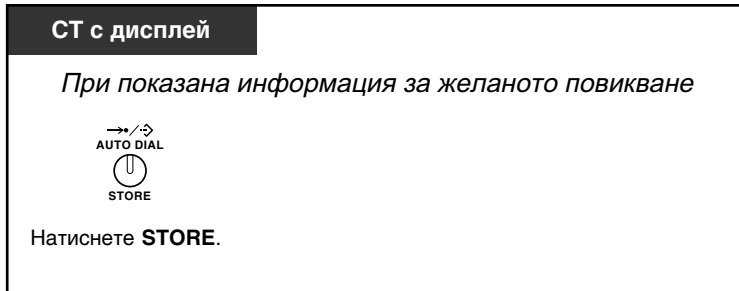 СТ с дисплей
При показана информация за желаното повикване
AUTO DIAL
STORE
Натиснете STORE.